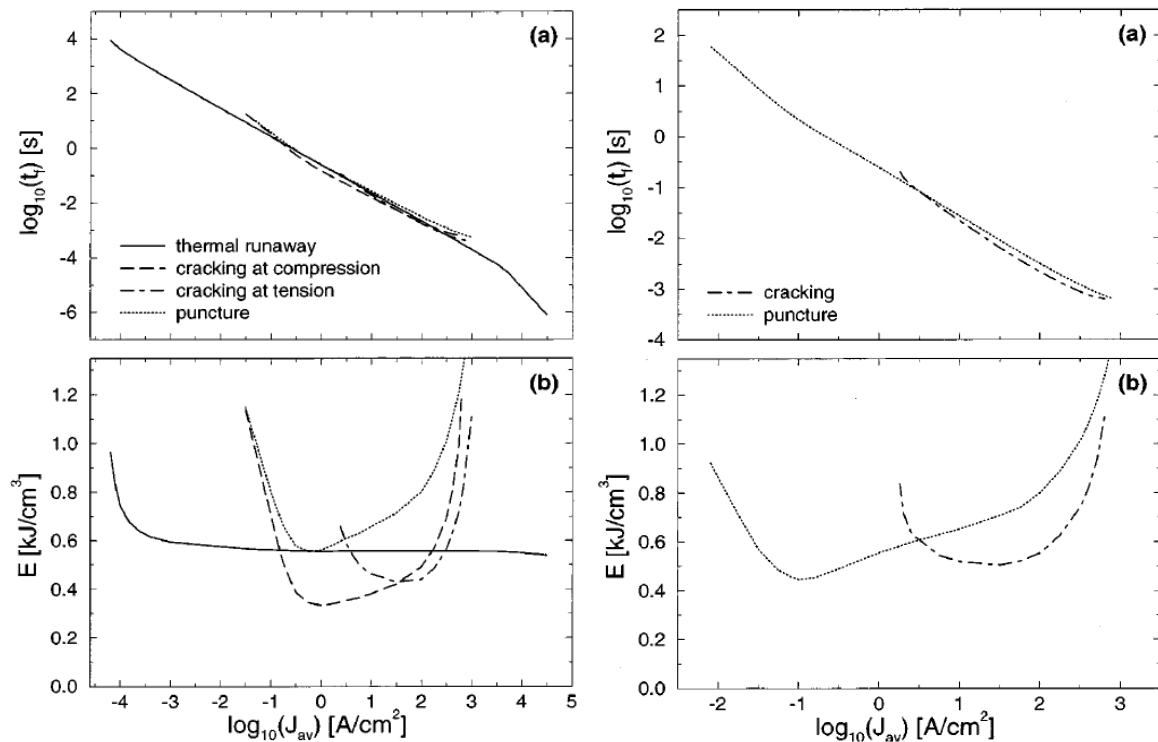 (a)
4
2
0
-2
-4
-6
log10(tf) [s]
thermal runaway
cracking at compression
cracking at tension
puncture
(b)
1.2
1.0
0.8
0.6
0.4
0.2
0.0
E [kJ/cm3]
-4 -3 -2 -1 0 1 2 3 4 5
log10(Jav) [A/cm2]
(a)
2
1
0
-1
-2
-3
-4
log10(tf) [s]
cracking
puncture
(b)
1.2
1.0
0.8
0.6
0.4
0.2
0.0
E [kJ/cm3]
-2 -1 0 1 2 3
log10(Jav) [A/cm2]